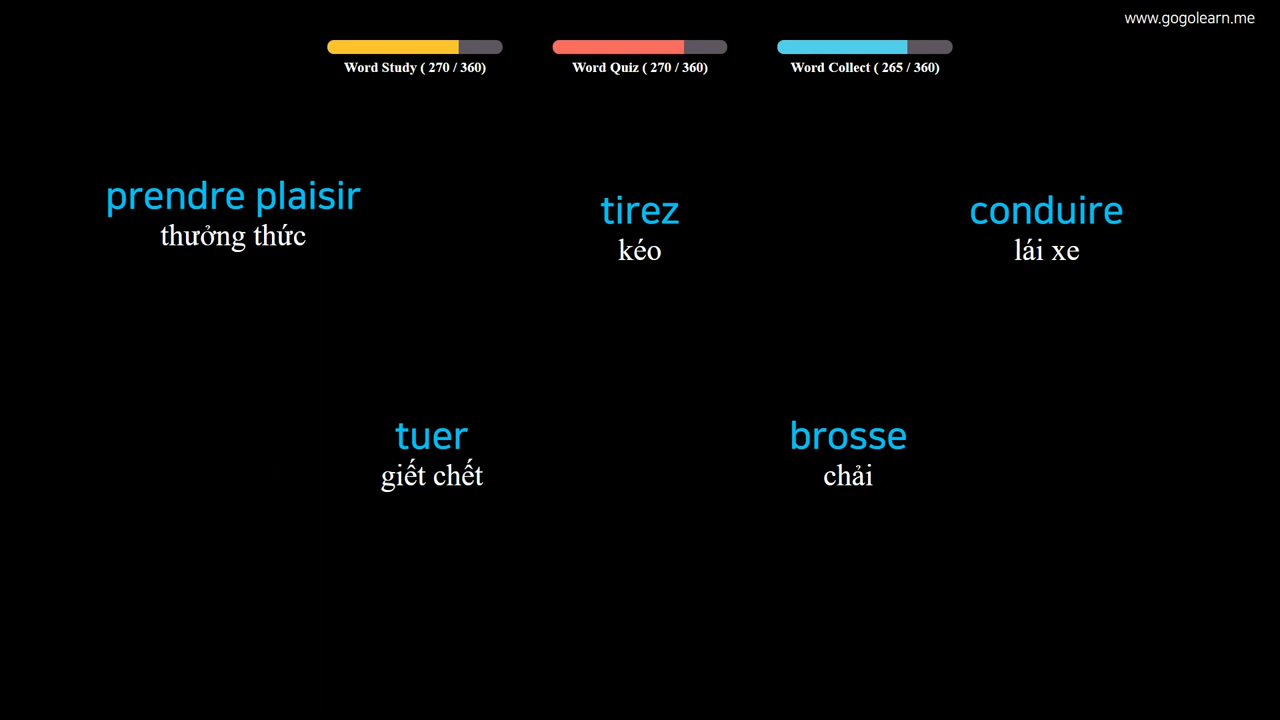 www.gogolearn.me
Word Study ( 270 / 360)
Word Quiz ( 270 / 360)
Word Collect ( 265 / 360)
prendre plaisir
thưởng thức
tirez
kéo
conduire
lái xe
tuer
giết chết
brosse
chải